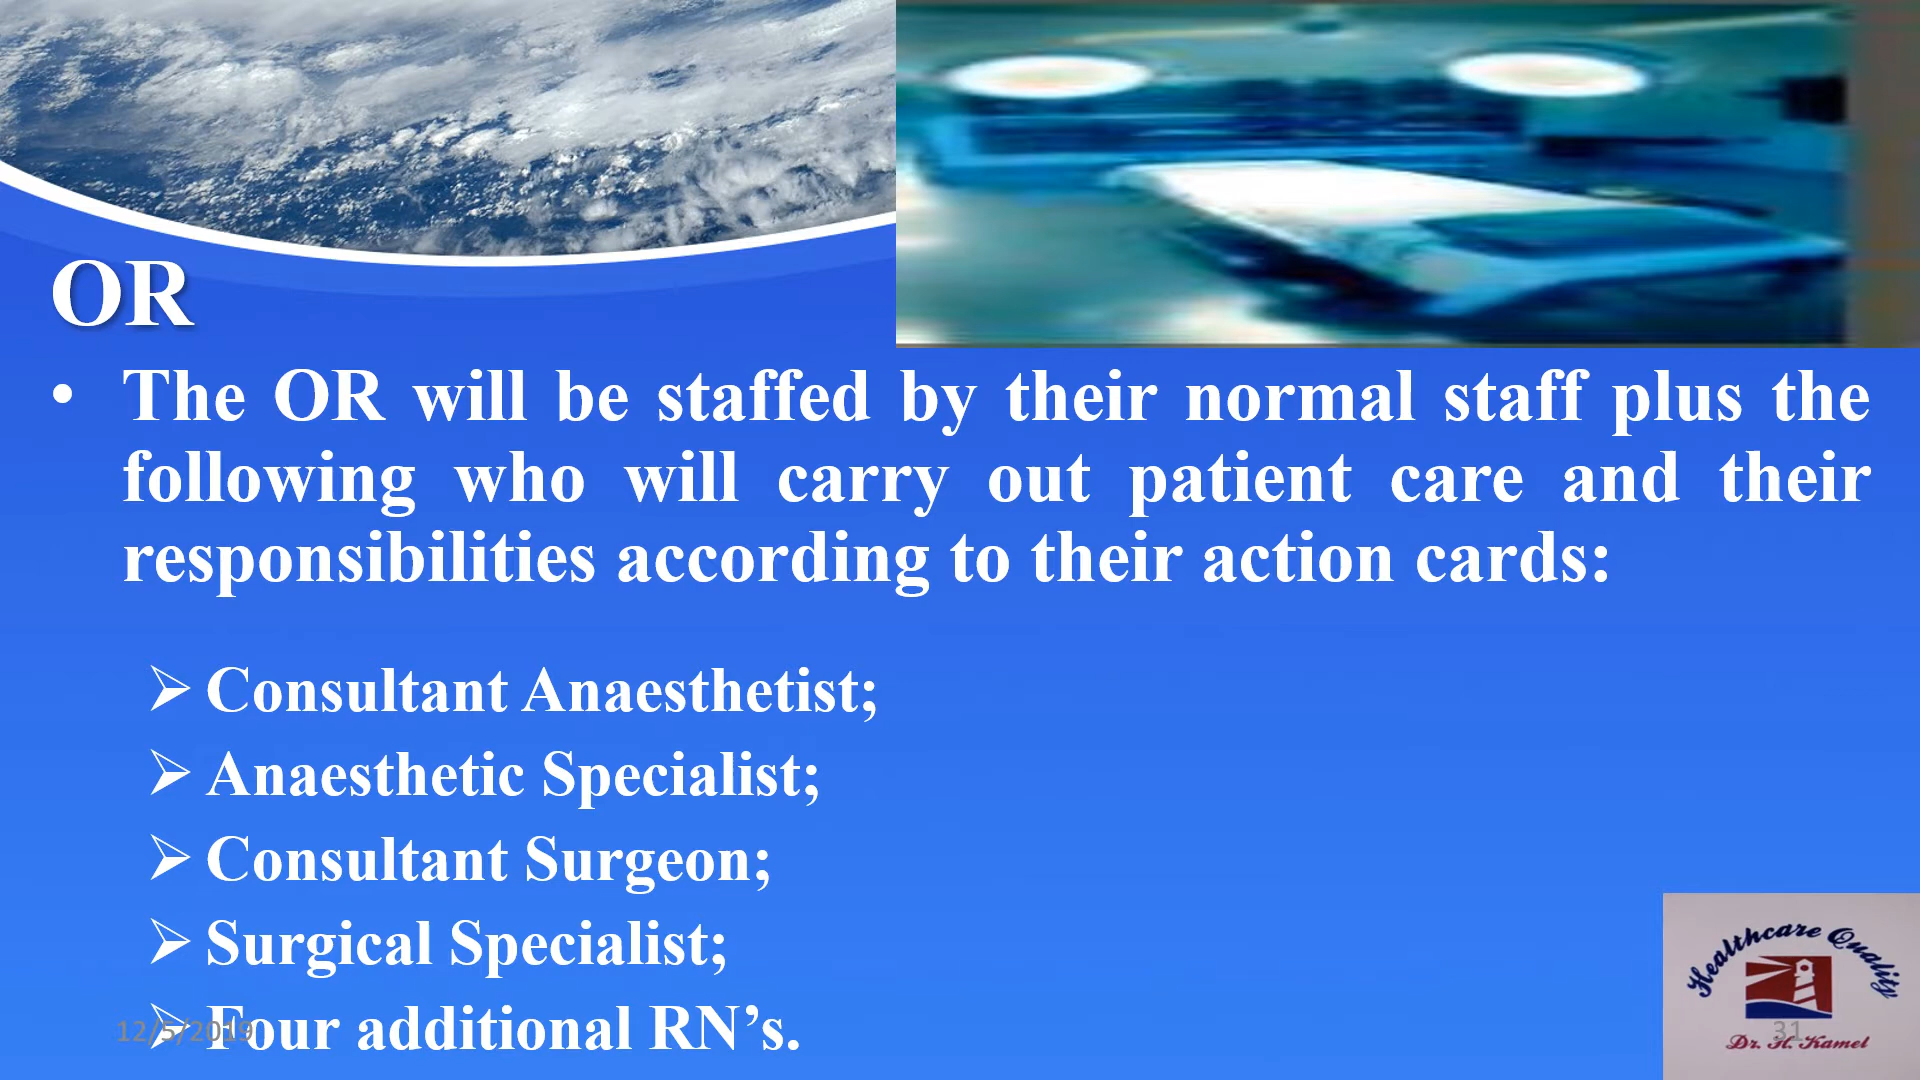 OR
• The OR will be staffed by their normal staff plus the
following who will carry out patient care and their
responsibilities according to their action cards:
➢ Consultant Anaesthetist;
➢ Anaesthetic Specialist;
➢ Consultant Surgeon;
➢ Surgical Specialist;
➢ Four additional RN’s.
12/5/2019
Healthcare Quality
31
Dr. H. Kamel